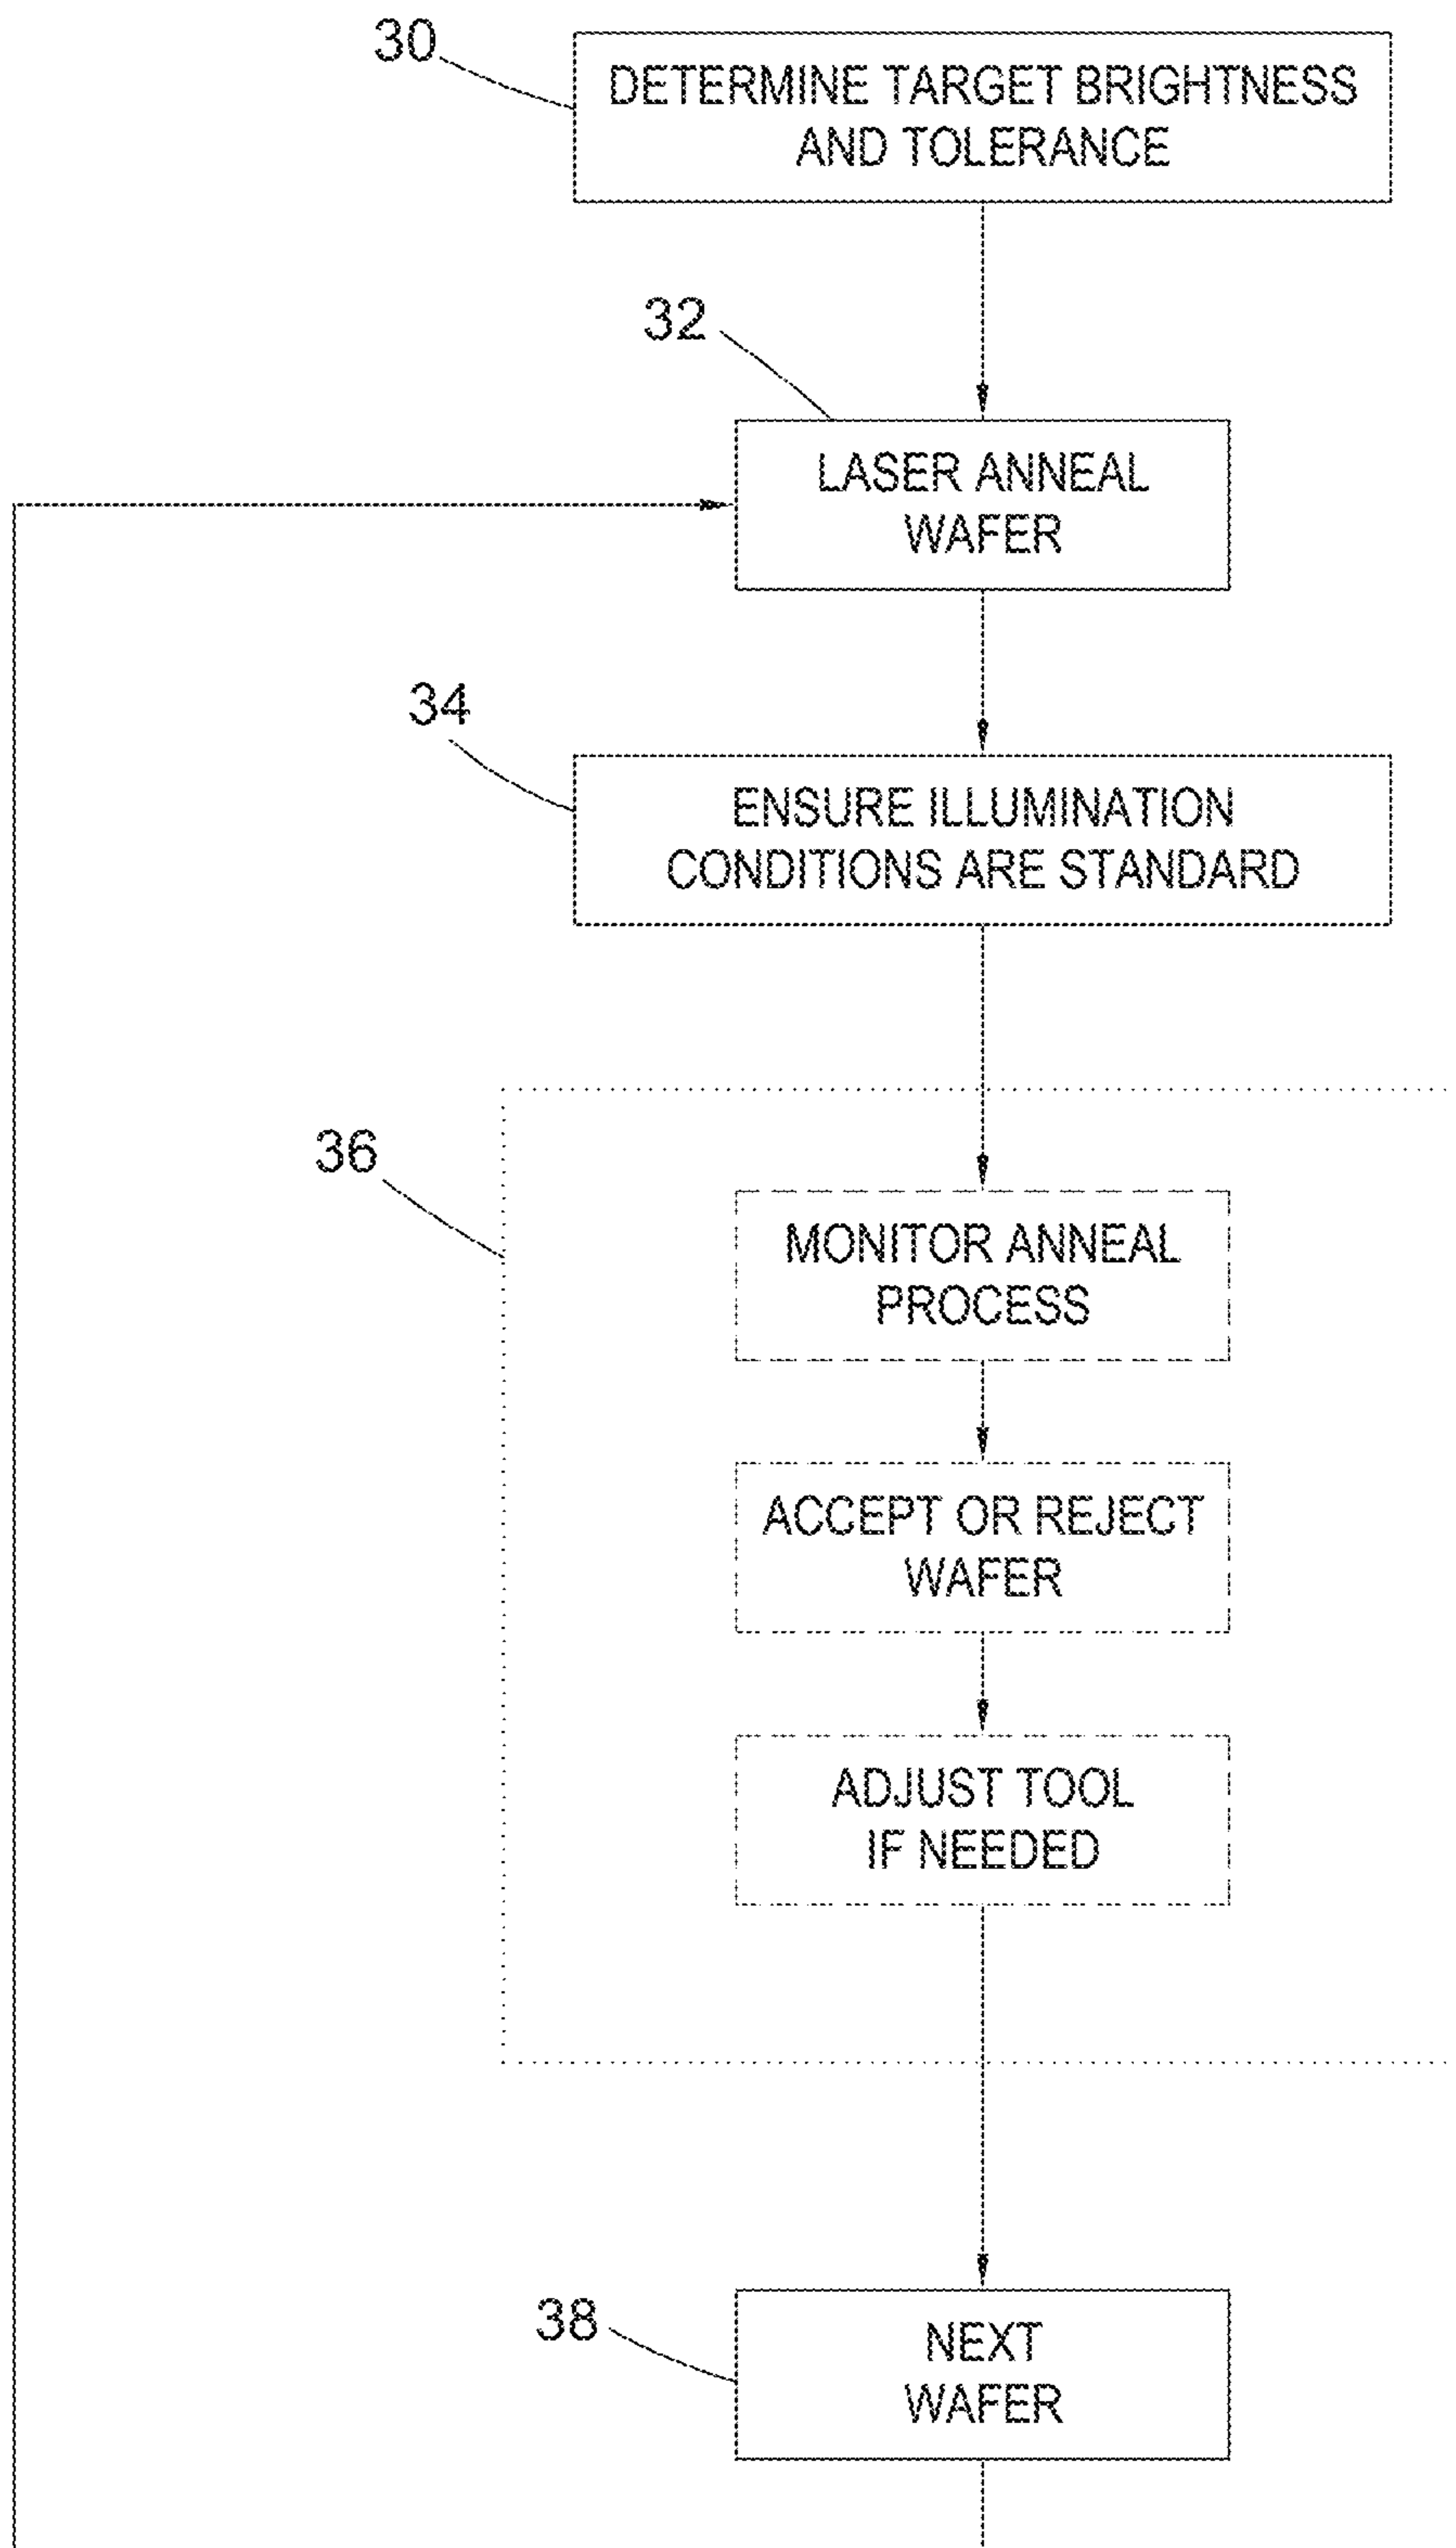 30
DETERMINE TARGET BRIGHTNESS
AND TOLERANCE
32
LASER ANNEAL
WAFER
34
ENSURE ILLUMINATION
CONDITIONS ARE STANDARD
36
MONITOR ANNEAL
PROCESS
ACCEPT OR REJECT
WAFER
ADJUST TOOL
IF NEEDED
38
NEXT
WAFER